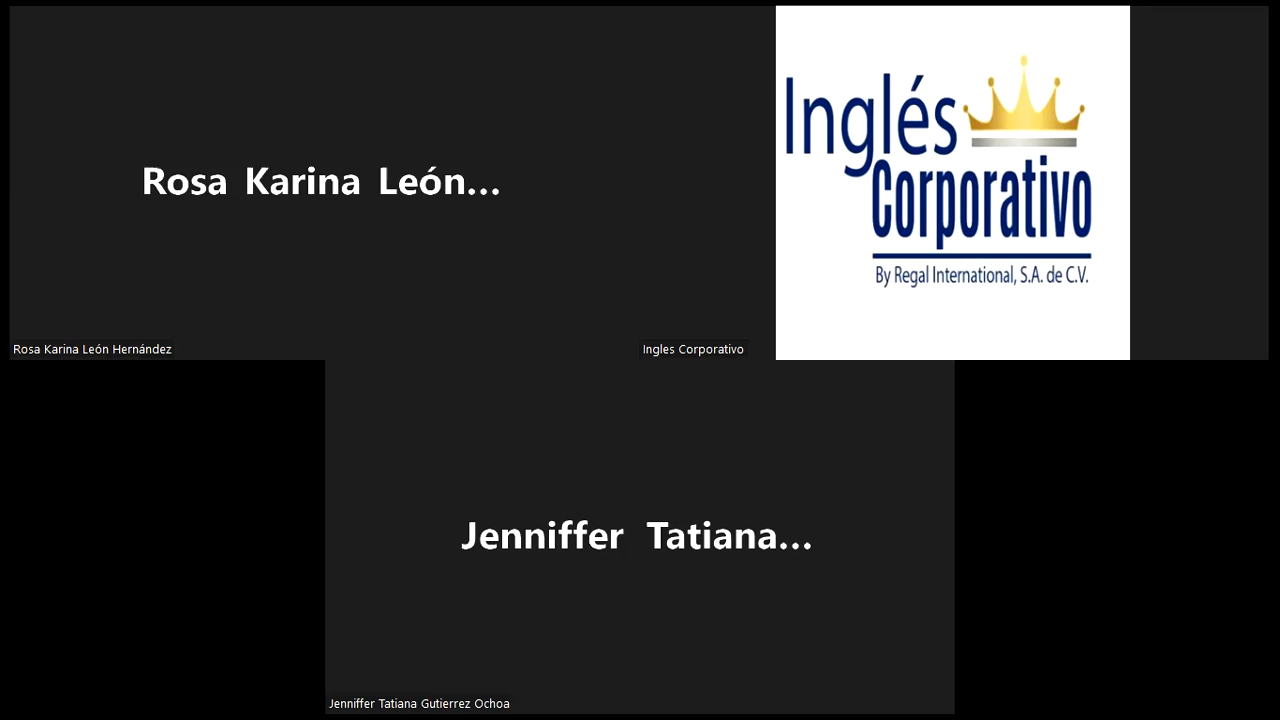 Rosa Karina León...
Rosa Karina León Hernández
Inglés
Corporativo
By Regal International, S.A. de C.V.
Ingles Corporativo
Jenniffer Tatiana...
Jenniffer Tatiana Gutierrez Ochoa